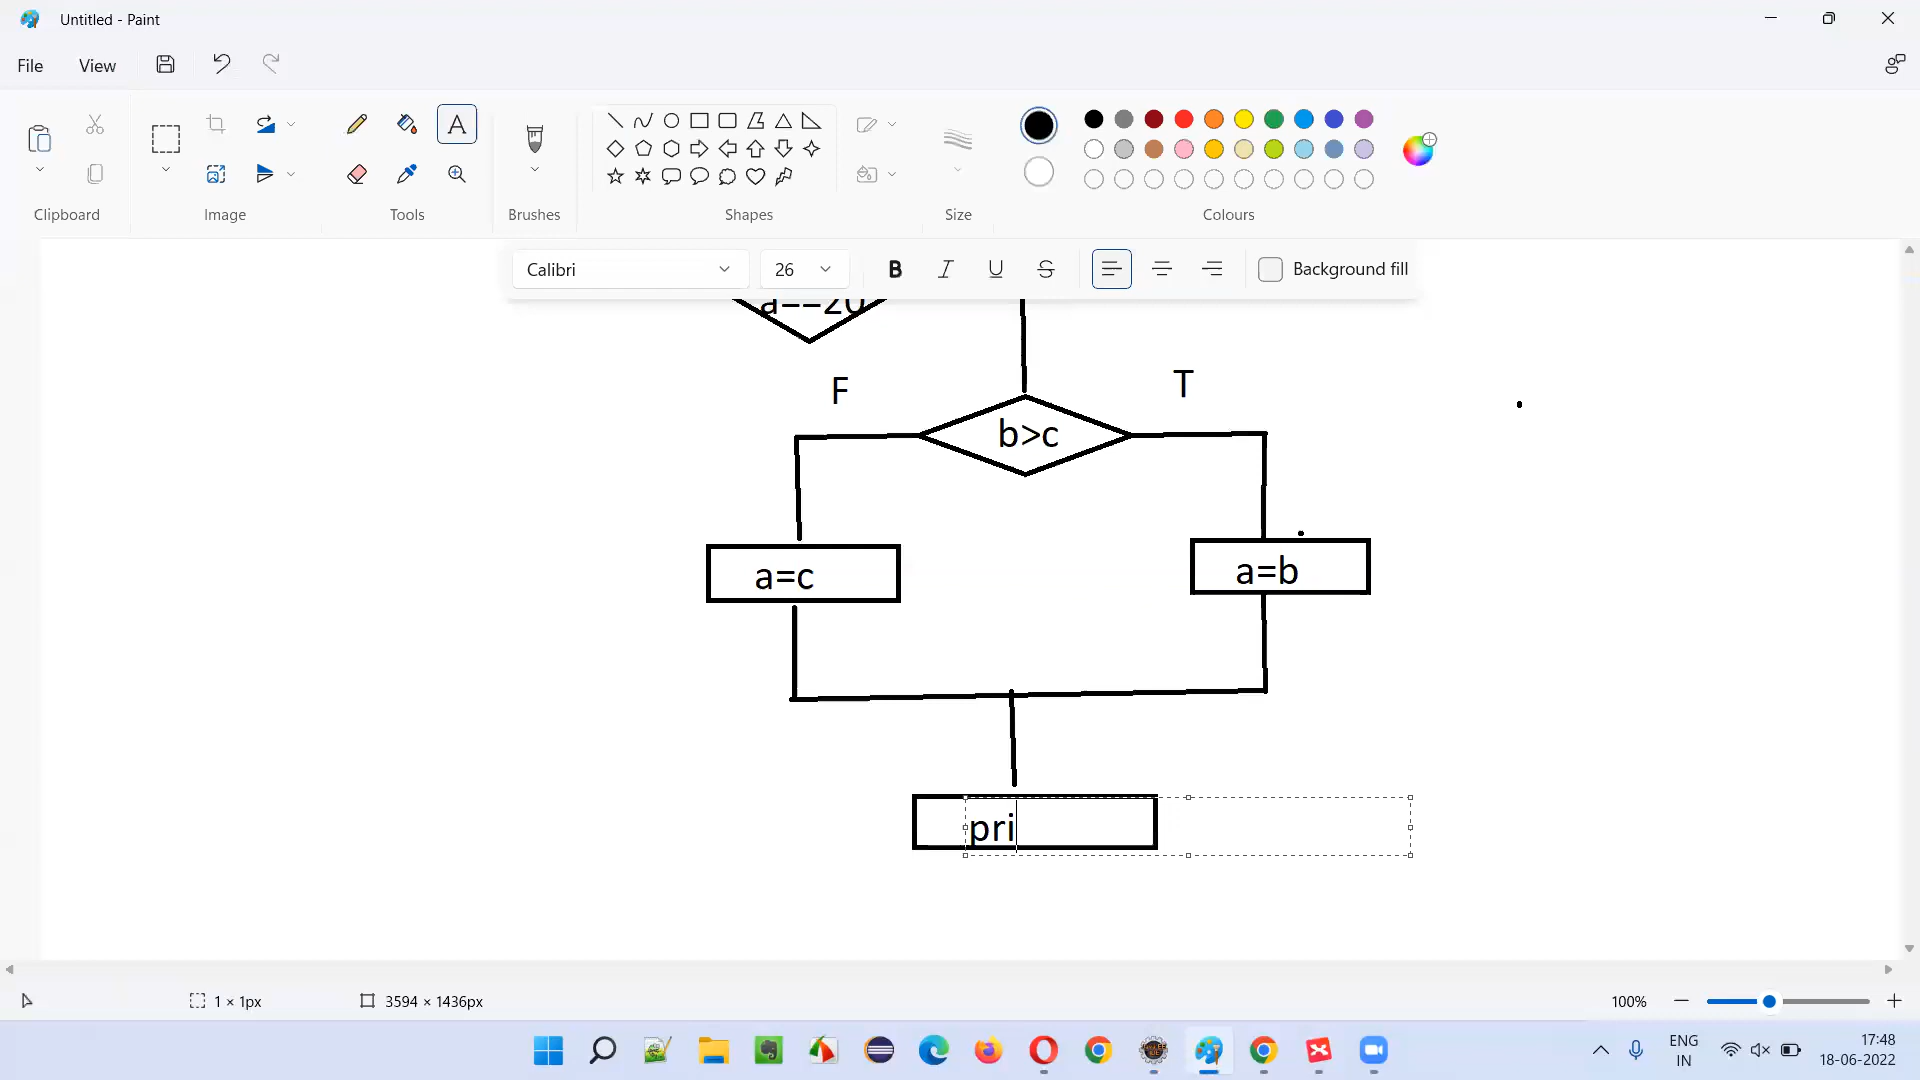 Untitled - Paint
File
View
Clipboard
Image
Tools
Brushes
Shapes
Size
Colours
Calibri
26
B
I
U
S
Background fill
a==20
F
T
b>c
a=c
a=b
pri
1 × 1px
3594 × 1436px
100%
ENG
IN
17:48
18-06-2022